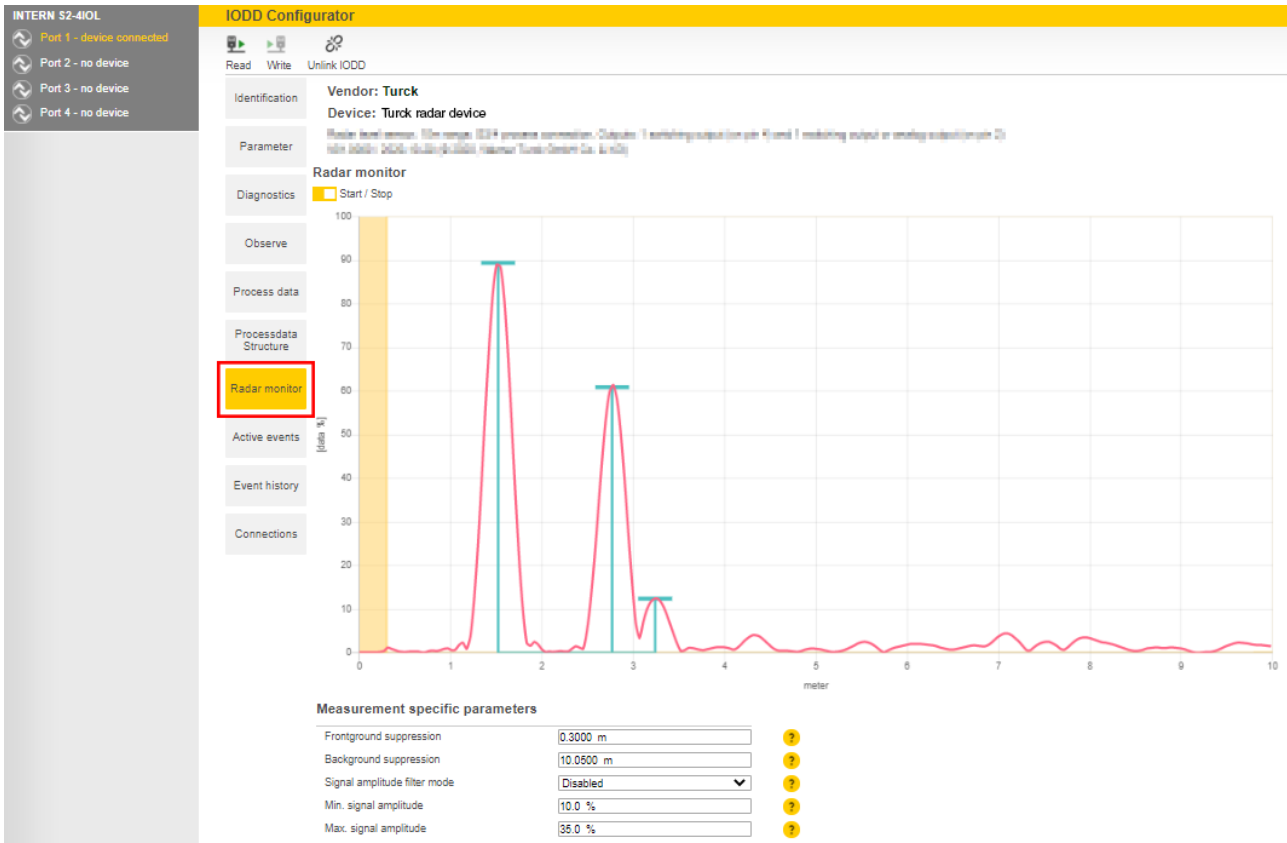 INTERN S2-4IOL
Port 1 - device connected
Port 2 - no device
Port 3 - no device
Port 4 - no device
IODD Configurator
Read Write Unlink IODD
Identification
Parameter
Diagnostics
Observe
Process data
Processdata
Structure
Radar monitor
Active events
Event history
Connections
Vendor: Turck
Device: Turck radar device
Radar monitor
Start / Stop
100
90
80
70
60
50
40
30
20
10
0
[data %]
0 1 2 3 4 5 6 7 8 9 10
meter
Measurement specific parameters
Frontground suppression 0.3000 m ?
Background suppression 10.0500 m ?
Signal amplitude filter mode Disabled ?
Min. signal amplitude 10.0 % ?
Max. signal amplitude 35.0 % ?